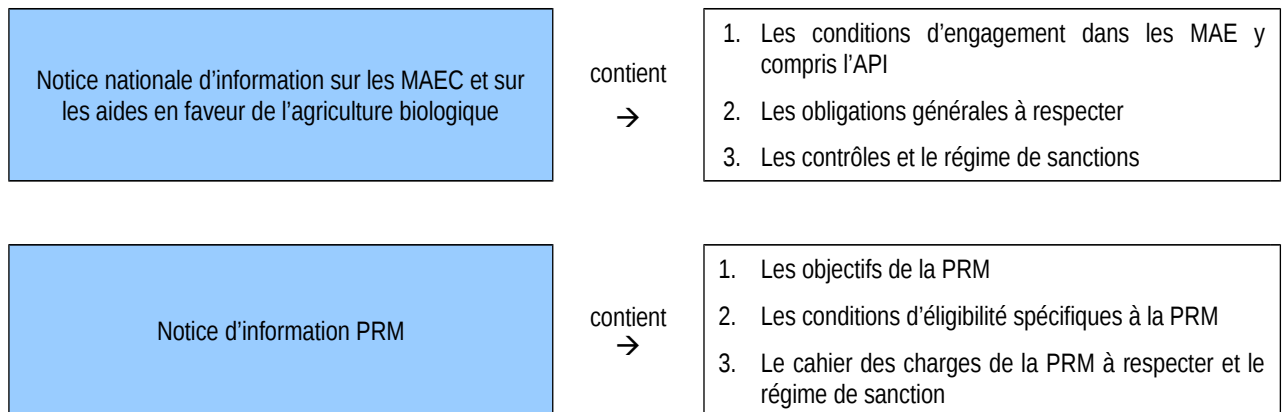 Notice nationale d’information sur les MAEC et sur
les aides en faveur de l’agriculture biologique
contient
→
1. Les conditions d’engagement dans les MAE y
compris l’API
2. Les obligations générales à respecter
3. Les contrôles et le régime de sanctions
Notice d’information PRM
contient
→
1. Les objectifs de la PRM
2. Les conditions d’éligibilité spécifiques à la PRM
3. Le cahier des charges de la PRM à respecter et le
régime de sanction